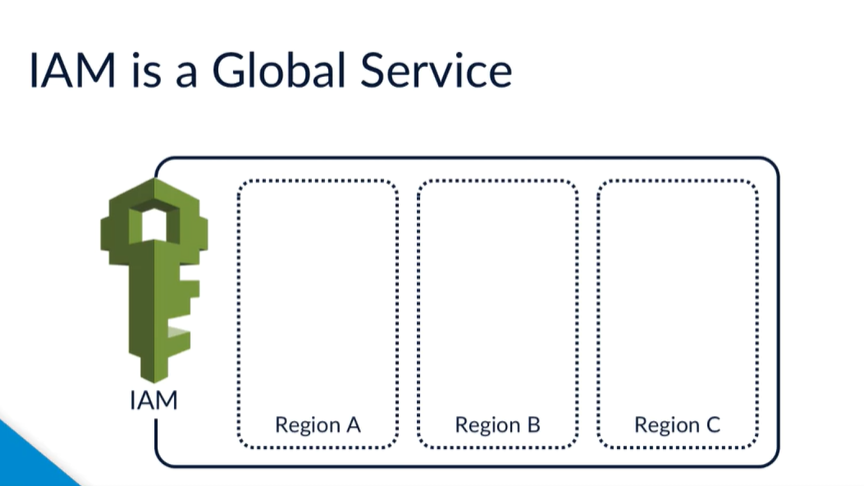 IAM is a Global Service
IAM
Region A
Region B
Region C